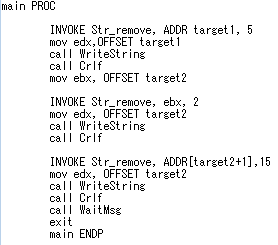 main PROC
INVOKE Str_remove, ADDR target1, 5
mov edx,OFFSET target1
call WriteString
call Crlf
mov ebx, OFFSET target2
INVOKE Str_remove, ebx, 2
mov edx, OFFSET target2
call WriteString
call Crlf
INVOKE Str_remove, ADDR[target2+1],15
mov edx, OFFSET target2
call WriteString
call Crlf
call WaitMsg
exit
main ENDP